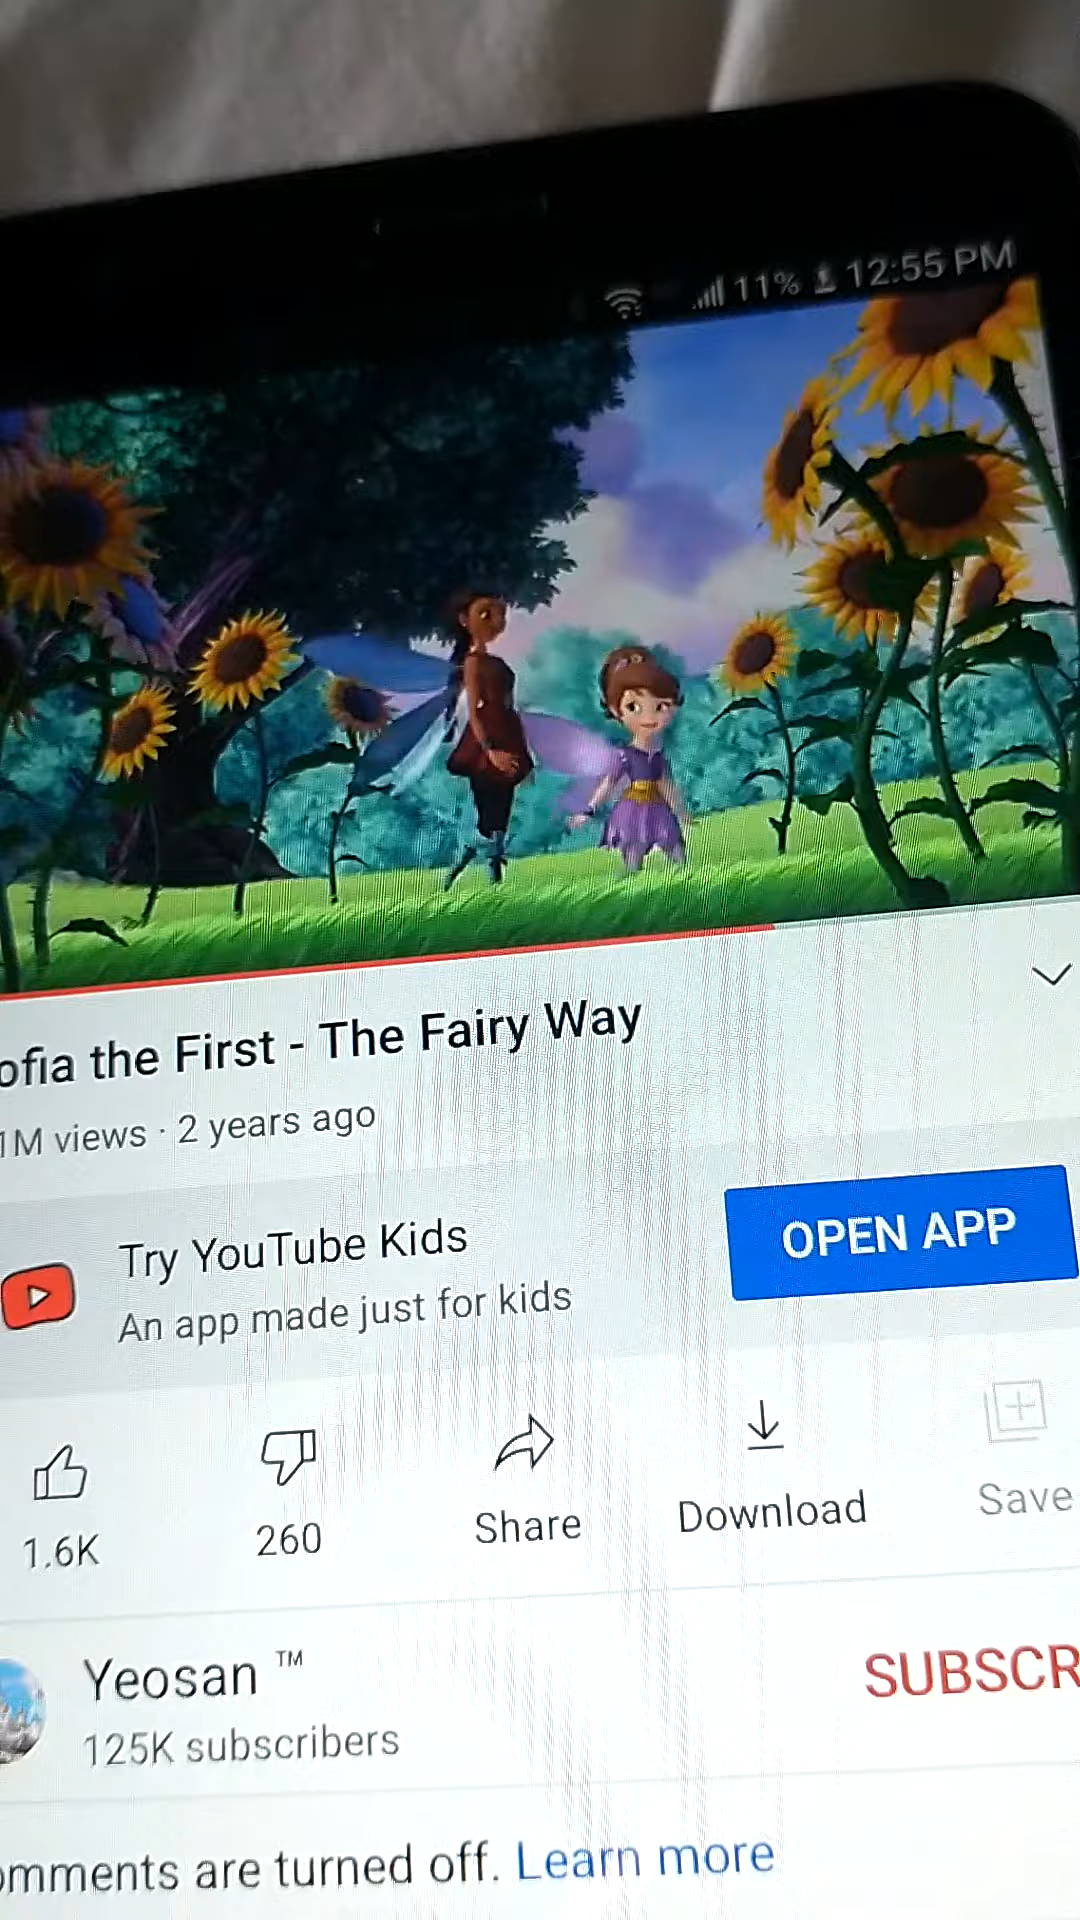 11% 12:55 PM
ofia the First - The Fairy Way
1M views · 2 years ago
Try YouTube Kids
An app made just for kids
OPEN APP
1.6K
260
Share
Download
Save
Yeosan ™
125K subscribers
SUBSCR
omments are turned off. Learn more